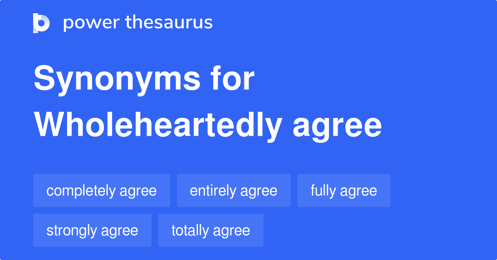 power thesaurus
Synonyms for
Wholeheartedly agree
completely agree entirely agree fully agree
strongly agree totally agree